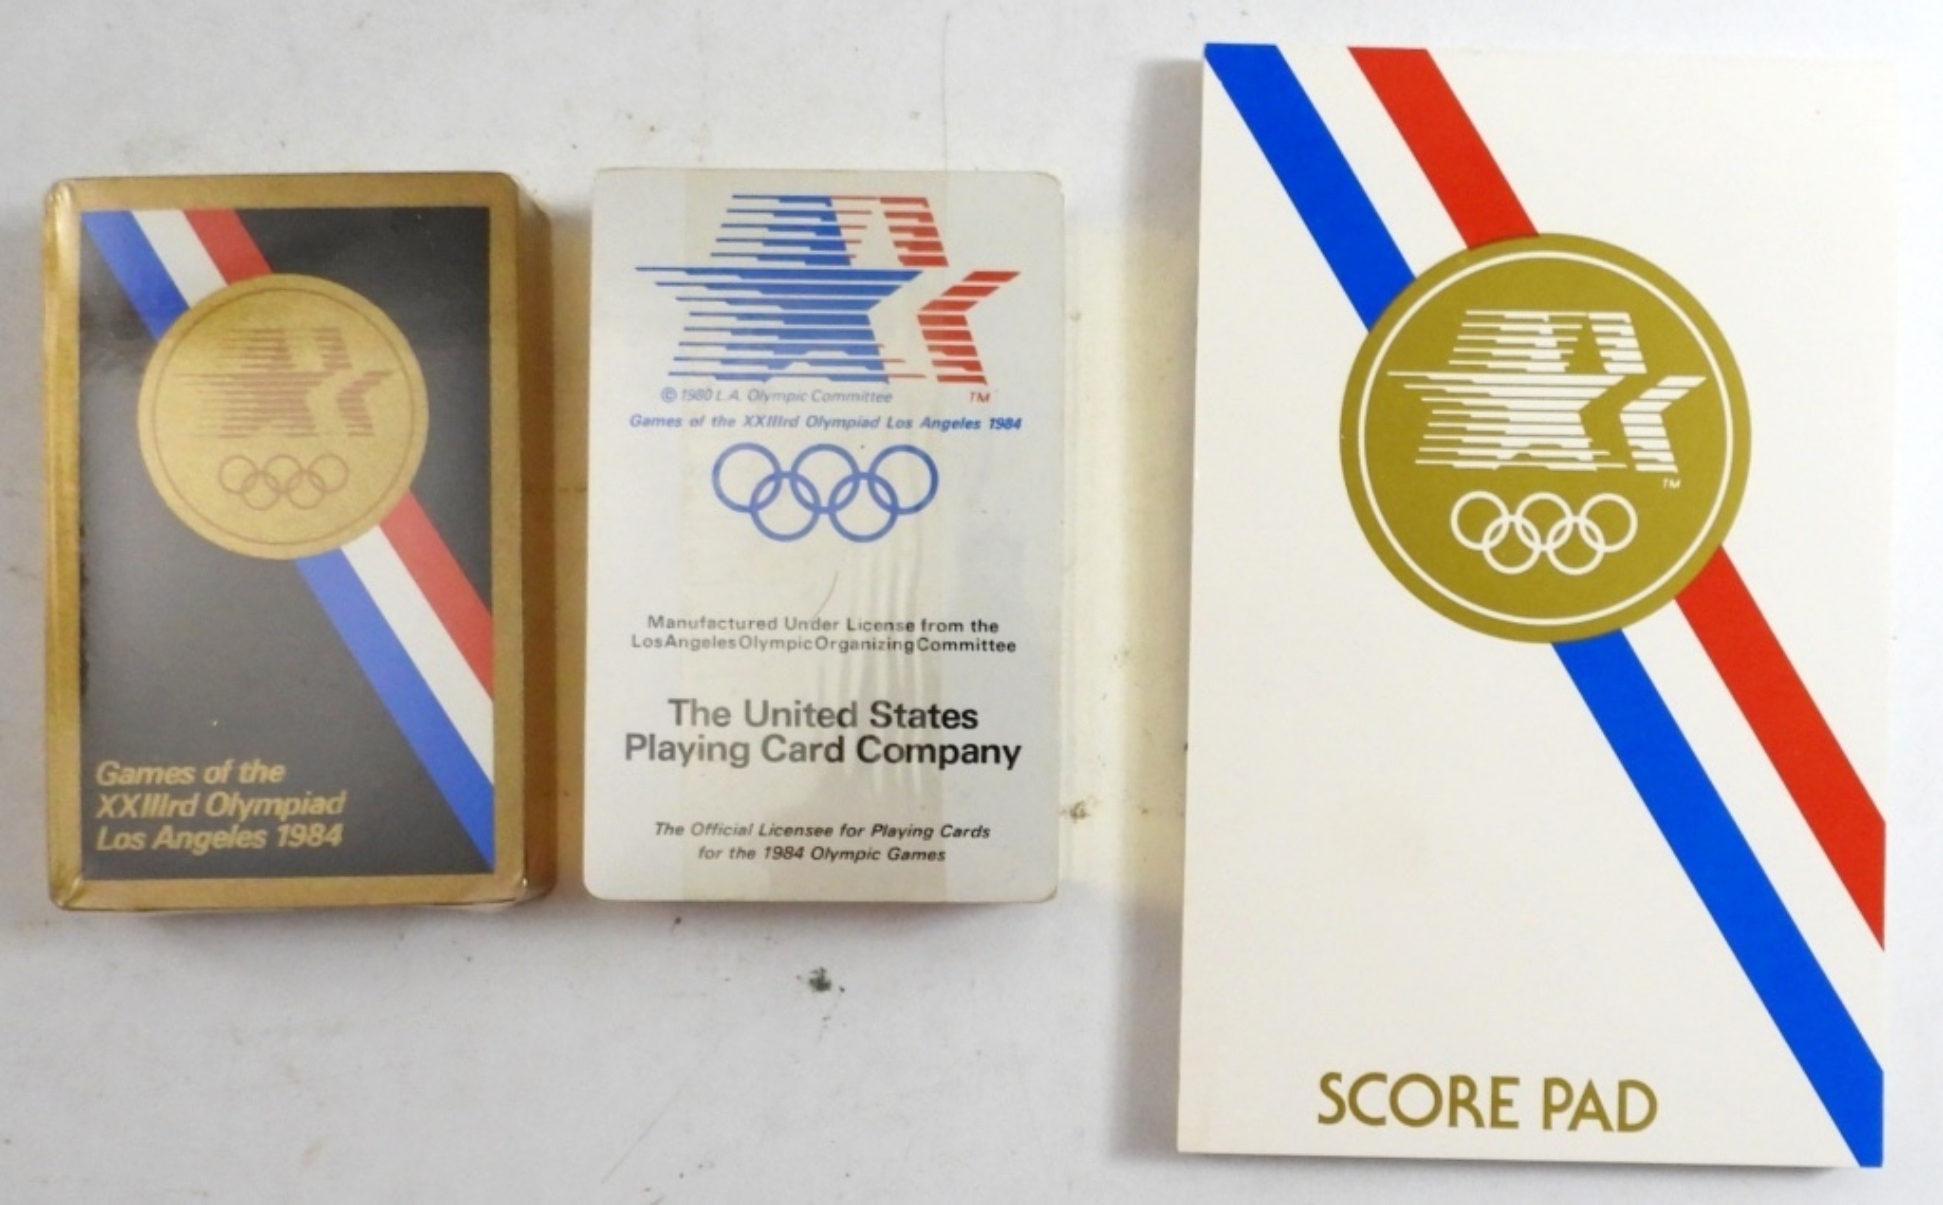 Games of the
XXIIIrd Olympiad
Los Angeles 1984
© 1980 L.A. Olympic Committee
TM
Games of the XXIIIrd Olympiad Los Angeles 1984
Manufactured Under License from the
Los Angeles Olympic Organizing Committee
The United States
Playing Card Company
The Official Licensee for Playing Cards
for the 1984 Olympic Games
TM
SCORE PAD